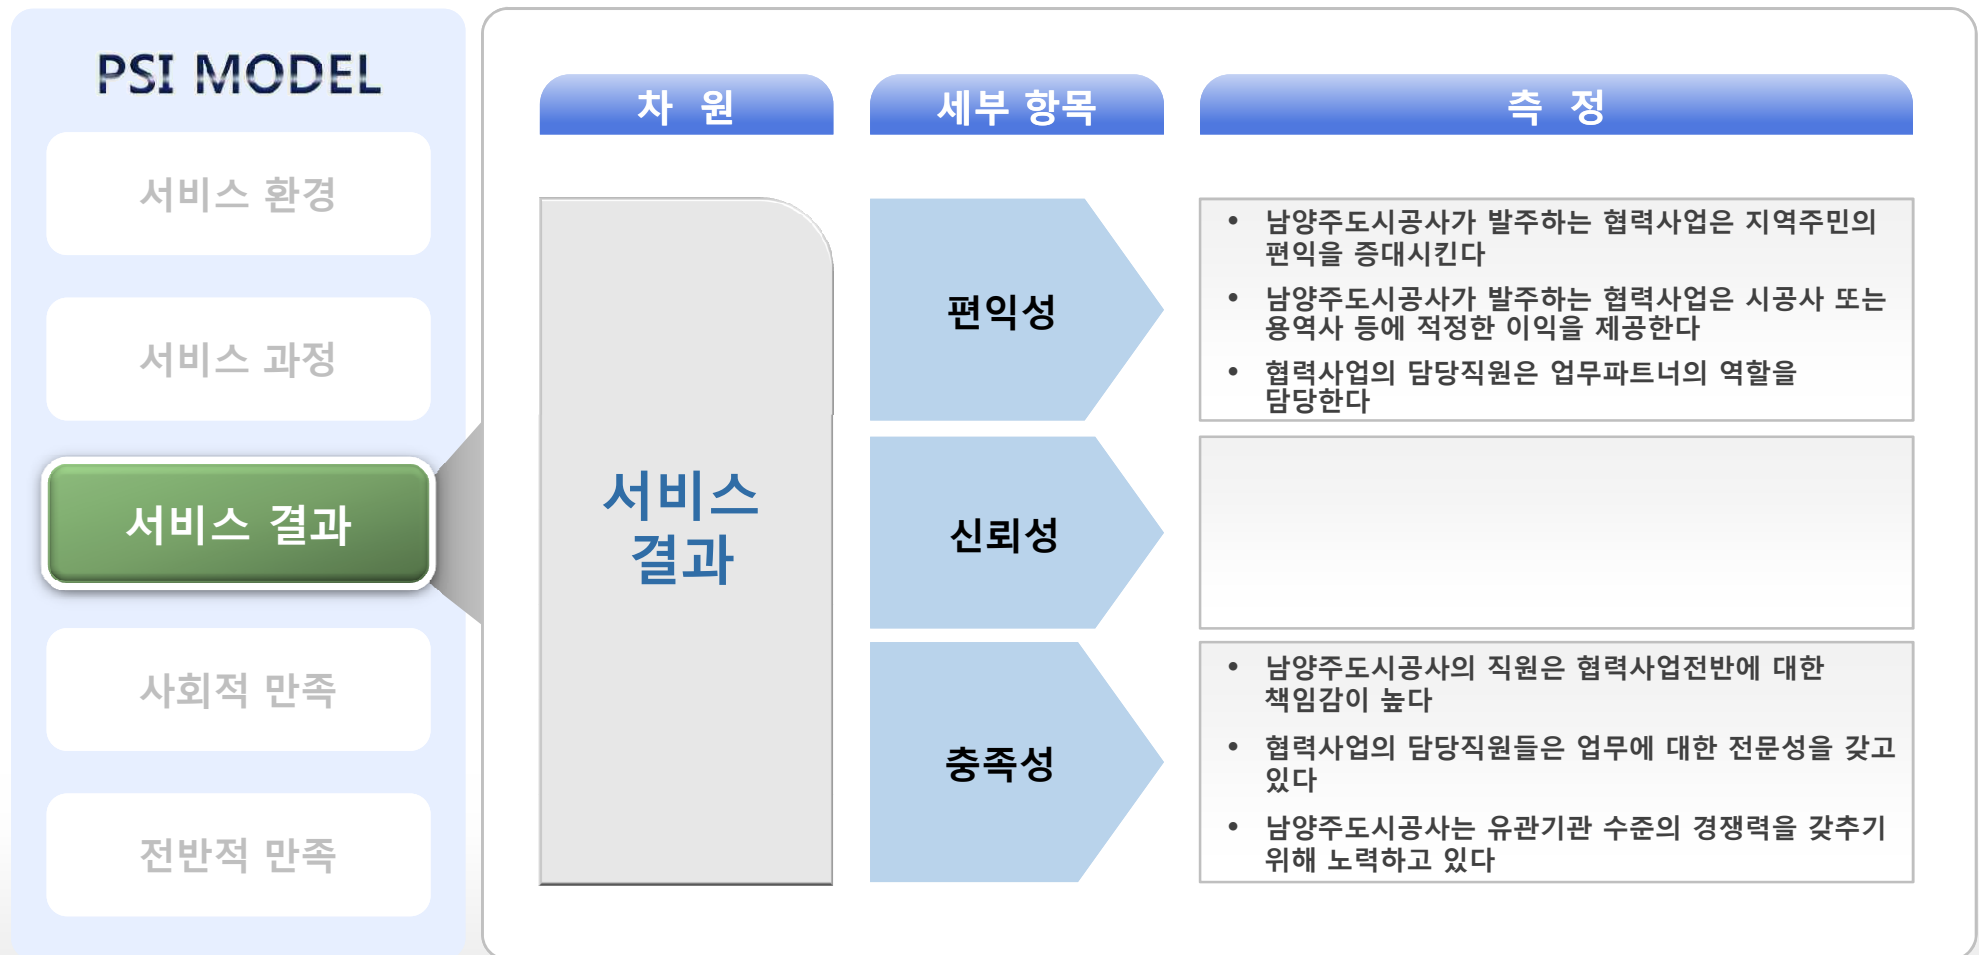 PSI MODEL
서비스 환경
서비스 과정
서비스 결과
사회적 만족
전반적 만족
차 원
세부 항목
측 정
서비스
결과
편익성
• 남양주도시공사가 발주하는 협력사업은 지역주민의
편익을 증대시킨다
• 남양주도시공사가 발주하는 협력사업은 시공사 또는
용역사 등에 적정한 이익을 제공한다
• 협력사업의 담당직원은 업무파트너의 역할을
담당한다
신뢰성
충족성
• 남양주도시공사의 직원은 협력사업전반에 대한
책임감이 높다
• 협력사업의 담당직원들은 업무에 대한 전문성을 갖고
있다
• 남양주도시공사는 유관기관 수준의 경쟁력을 갖추기
위해 노력하고 있다